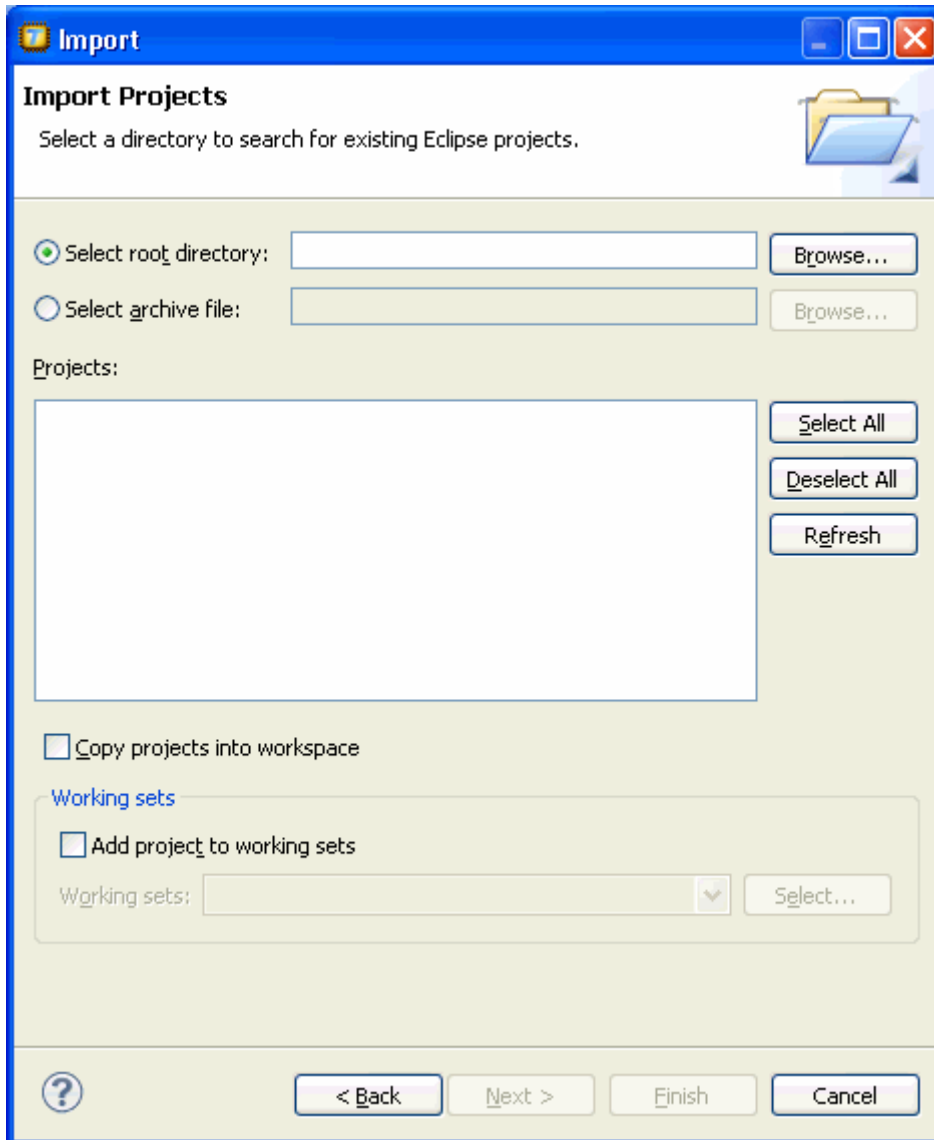 Import
Import Projects
Select a directory to search for existing Eclipse projects.
Select root directory:
Browse...
Select archive file:
Browse...
Projects:
Select All
Deselect All
Refresh
Copy projects into workspace
Working sets
Add project to working sets
Working sets:
Select...
?
< Back
Next >
Finish
Cancel